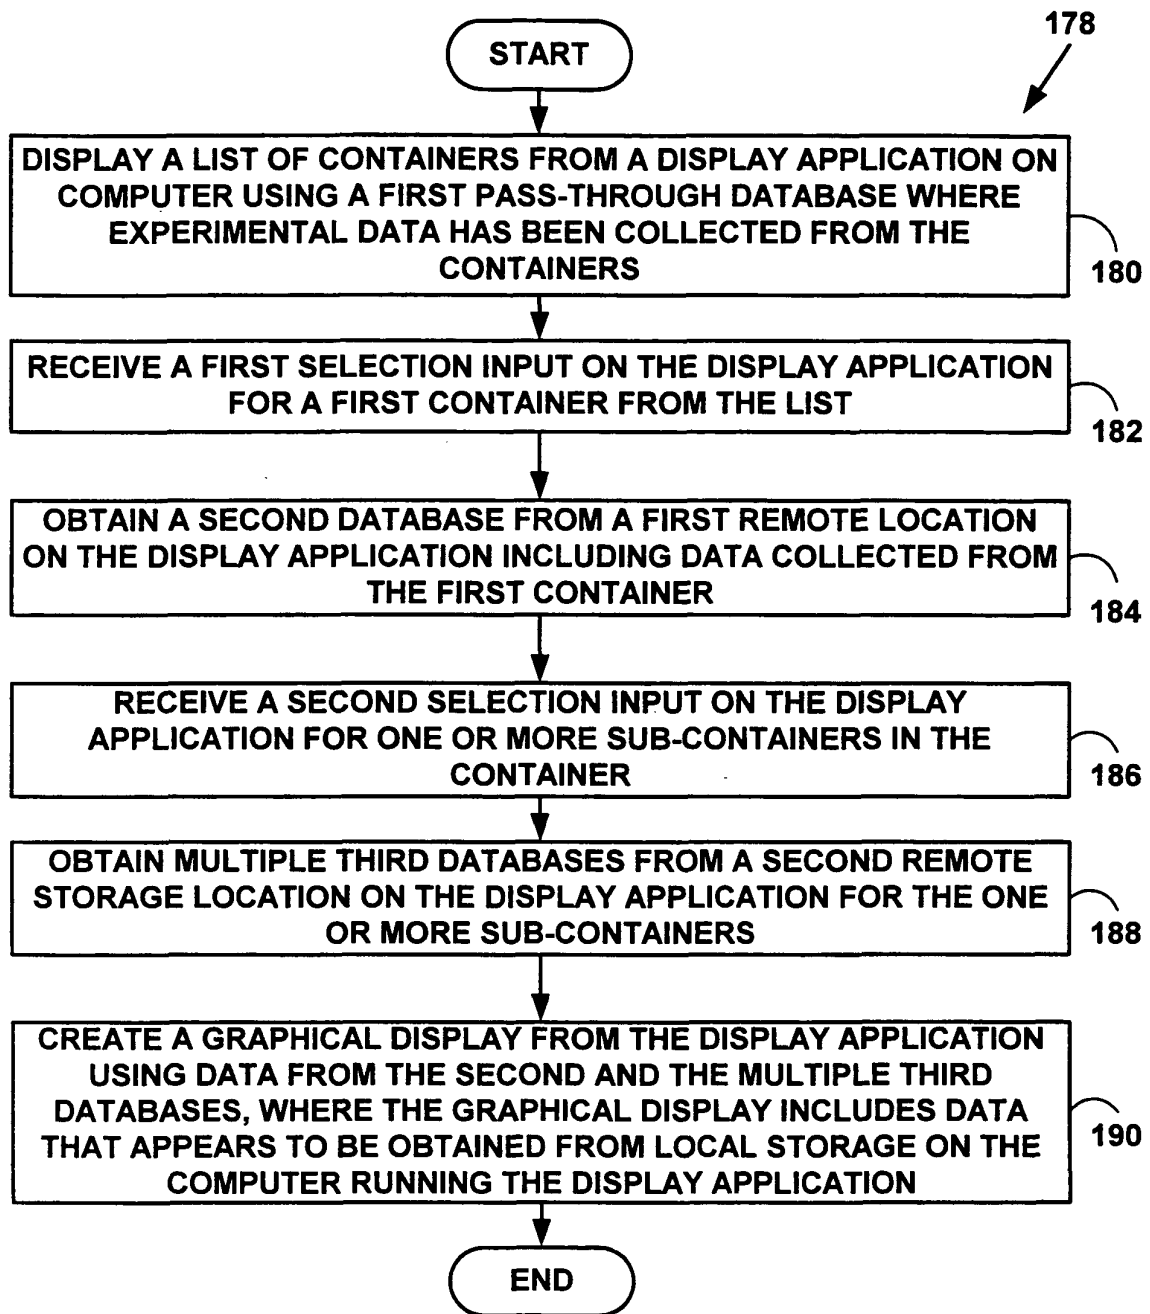 178
START
DISPLAY A LIST OF CONTAINERS FROM A DISPLAY APPLICATION ON
COMPUTER USING A FIRST PASS-THROUGH DATABASE WHERE
EXPERIMENTAL DATA HAS BEEN COLLECTED FROM THE
CONTAINERS
180
RECEIVE A FIRST SELECTION INPUT ON THE DISPLAY APPLICATION
FOR A FIRST CONTAINER FROM THE LIST
182
OBTAIN A SECOND DATABASE FROM A FIRST REMOTE LOCATION
ON THE DISPLAY APPLICATION INCLUDING DATA COLLECTED FROM
THE FIRST CONTAINER
184
RECEIVE A SECOND SELECTION INPUT ON THE DISPLAY
APPLICATION FOR ONE OR MORE SUB-CONTAINERS IN THE
CONTAINER
186
OBTAIN MULTIPLE THIRD DATABASES FROM A SECOND REMOTE
STORAGE LOCATION ON THE DISPLAY APPLICATION FOR THE ONE
OR MORE SUB-CONTAINERS
188
CREATE A GRAPHICAL DISPLAY FROM THE DISPLAY APPLICATION
USING DATA FROM THE SECOND AND THE MULTIPLE THIRD
DATABASES, WHERE THE GRAPHICAL DISPLAY INCLUDES DATA
THAT APPEARS TO BE OBTAINED FROM LOCAL STORAGE ON THE
COMPUTER RUNNING THE DISPLAY APPLICATION
190
END